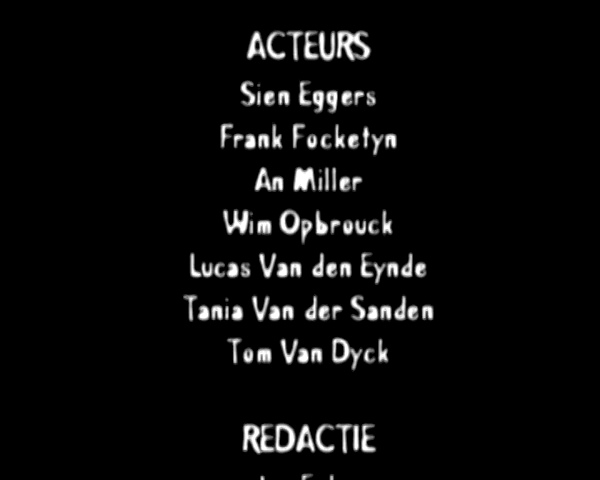 ACTEURS
Sien Eggers
Frank Focketyn
An Miller
Wim Opbrouck
Lucas Van den Eynde
Tania Van der Sanden
Tom Van Dyck
REDACTIE